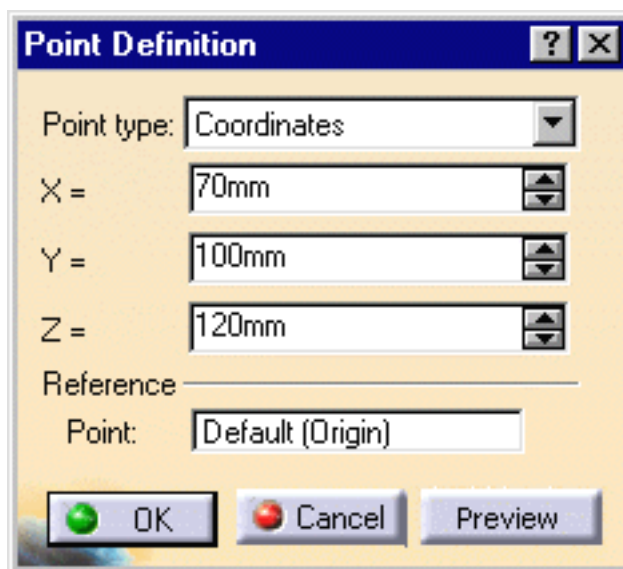 Point Definition
Point type: Coordinates
X = 70mm
Y = 100mm
Z = 120mm
Reference
Point: Default (Origin)
OK Cancel Preview